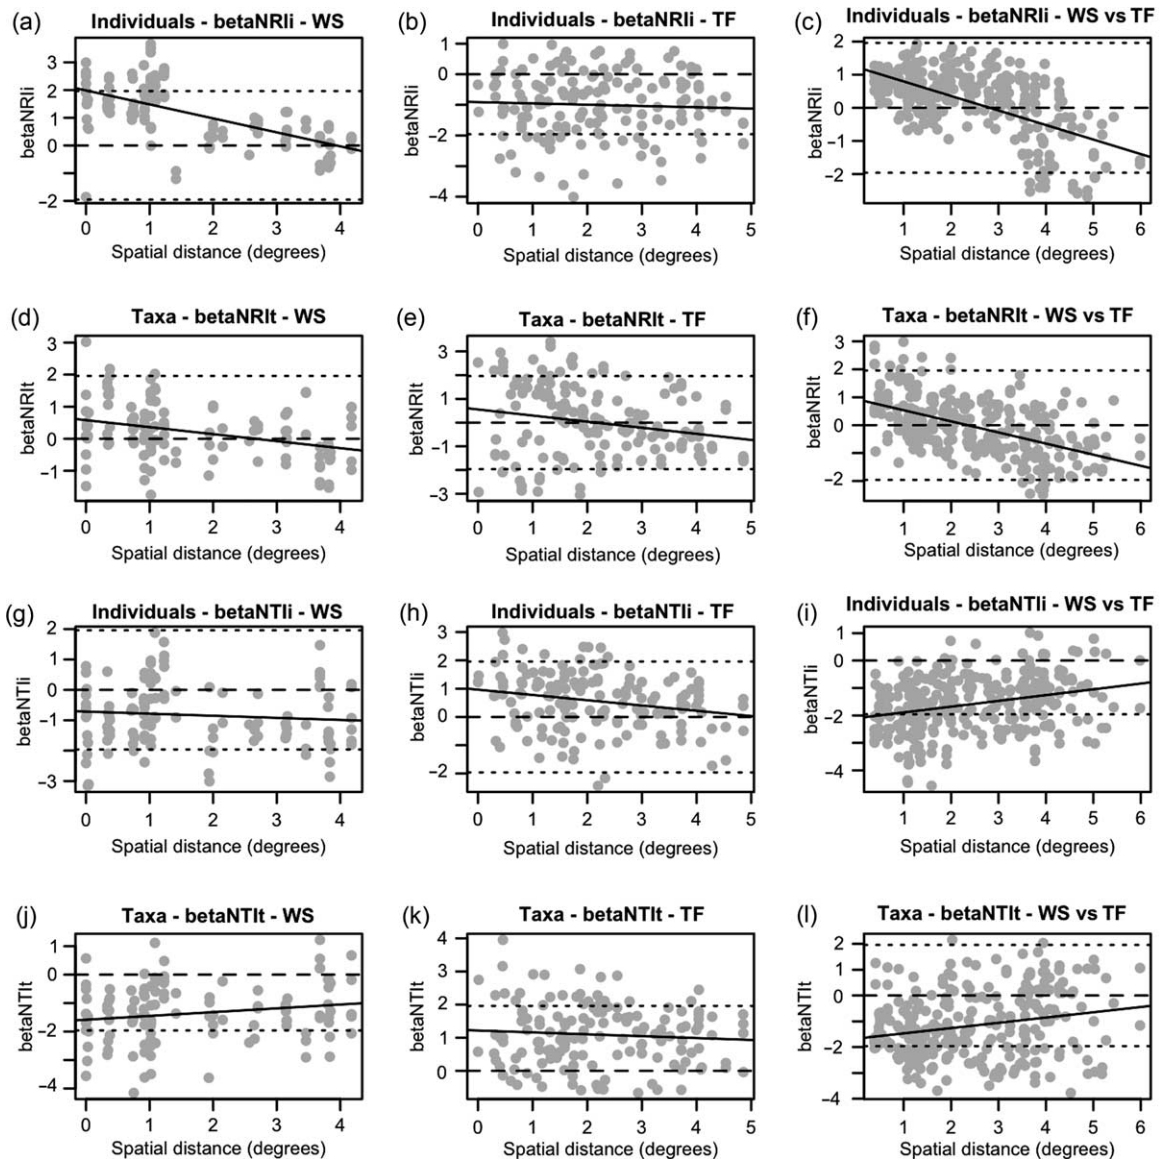 (a) Individuals - betaNRIi - WS
betaNRIi
3
2
1
0
−2
0 1 2 3 4
Spatial distance (degrees)
(b) Individuals - betaNRIi - TF
betaNRIi
1
0
−2
−4
0 1 2 3 4 5
Spatial distance (degrees)
(c) Individuals - betaNRIi - WS vs TF
betaNRIi
2
1
0
−1
−2
1 2 3 4 5 6
Spatial distance (degrees)
(d) Taxa - betaNRIt - WS
betaNRIt
3
2
1
0
−1
0 1 2 3 4
Spatial distance (degrees)
(e) Taxa - betaNRIt - TF
betaNRIt
3
2
1
−1
−3
0 1 2 3 4 5
Spatial distance (degrees)
(f) Taxa - betaNRIt - WS vs TF
betaNRIt
3
2
1
0
−2
1 2 3 4 5 6
Spatial distance (degrees)
(g) Individuals - betaNTIi - WS
betaNTIi
2
1
0
−1
−3
0 1 2 3 4
Spatial distance (degrees)
(h) Individuals - betaNTIi - TF
betaNTIi
3
2
1
0
−2
0 1 2 3 4 5
Spatial distance (degrees)
(i) Individuals - betaNTIi - WS vs TF
betaNTIi
1
0
−2
−4
1 2 3 4 5 6
Spatial distance (degrees)
(j) Taxa - betaNTIt - WS
betaNTIt
1
0
−2
−4
0 1 2 3 4
Spatial distance (degrees)
(k) Taxa - betaNTIt - TF
betaNTIt
4
3
2
1
0
0 1 2 3 4 5
Spatial distance (degrees)
(l) Taxa - betaNTIt - WS vs TF
betaNTIt
2
1
0
−2
−4
1 2 3 4 5 6
Spatial distance (degrees)